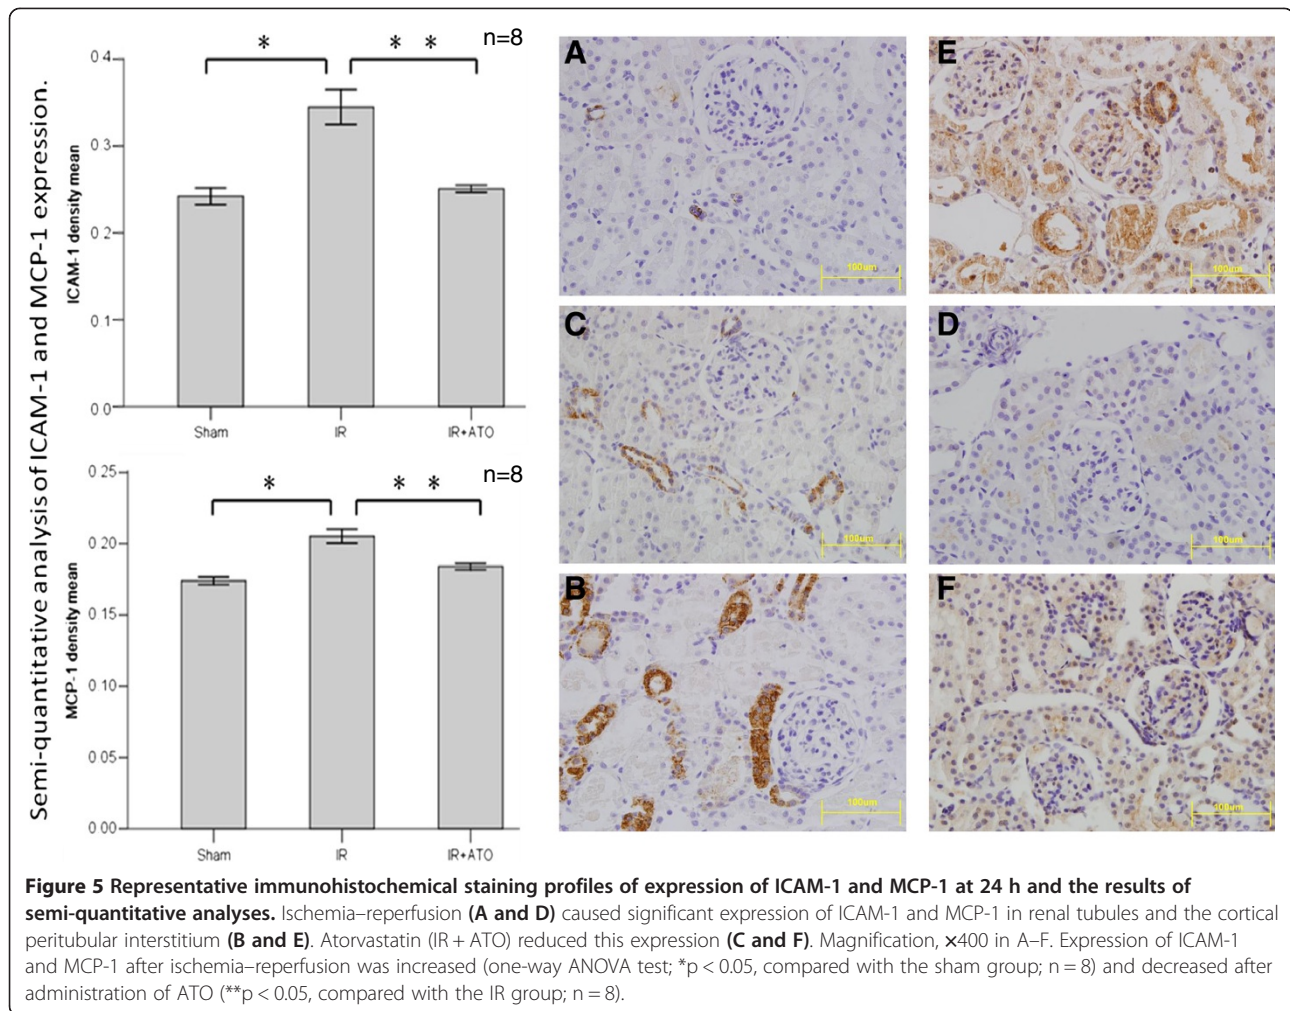 Semi-quantitative analysis of ICAM-1 and MCP-1 expression.
* * * n=8
0 4
0.3
0.2
0.1
0 0
ICAM-1 density mean
Sham IR IR+ATO
* * * n=8
0.25
0.20
0.15
0.10
0 05
0 00
MCP-1 density mean
Sham IR IR+ATO
A
100um
E
100um
C
100um
D
100um
B
100um
F
100um
Figure 5 Representative immunohistochemical staining profiles of expression of ICAM-1 and MCP-1 at 24 h and the results of
semi-quantitative analyses. Ischemia–reperfusion (A and D) caused significant expression of ICAM-1 and MCP-1 in renal tubules and the cortical
peritubular interstitium (B and E). Atorvastatin (IR + ATO) reduced this expression (C and F). Magnification, ×400 in A–F. Expression of ICAM-1
and MCP-1 after ischemia–reperfusion was increased (one-way ANOVA test; *p < 0.05, compared with the sham group; n = 8) and decreased after
administration of ATO (**p < 0.05, compared with the IR group; n = 8).